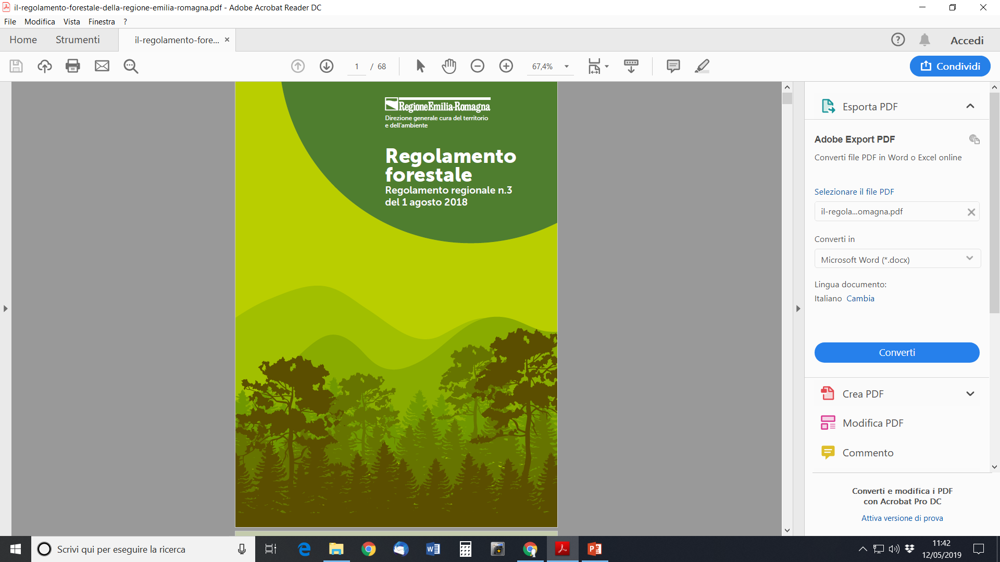 il-regolamento-forestale-della-regione-emilia-romagna.pdf - Adobe Acrobat Reader DC
File Modifica Vista Finestra ?
Home Strumenti il-regolamento-fore... × Accedi
1 / 68 67,4% Condividi
RegioneEmilia-Romagna
Direzione generale cura del territorio
e dell'ambiente
Regolamento
forestale
Regolamento regionale n.3
del 1 agosto 2018
Esporta PDF
Adobe Export PDF
Converti file PDF in Word o Excel online
Selezionare il file PDF
il-regola...omagna.pdf
Converti in
Microsoft Word (*.docx)
Lingua documento:
Italiano Cambia
Converti
Crea PDF
Modifica PDF
Commento
Converti e modifica i PDF
con Acrobat Pro DC
Attiva versione di prova
Scrivi qui per eseguire la ricerca
11:42
12/05/2019